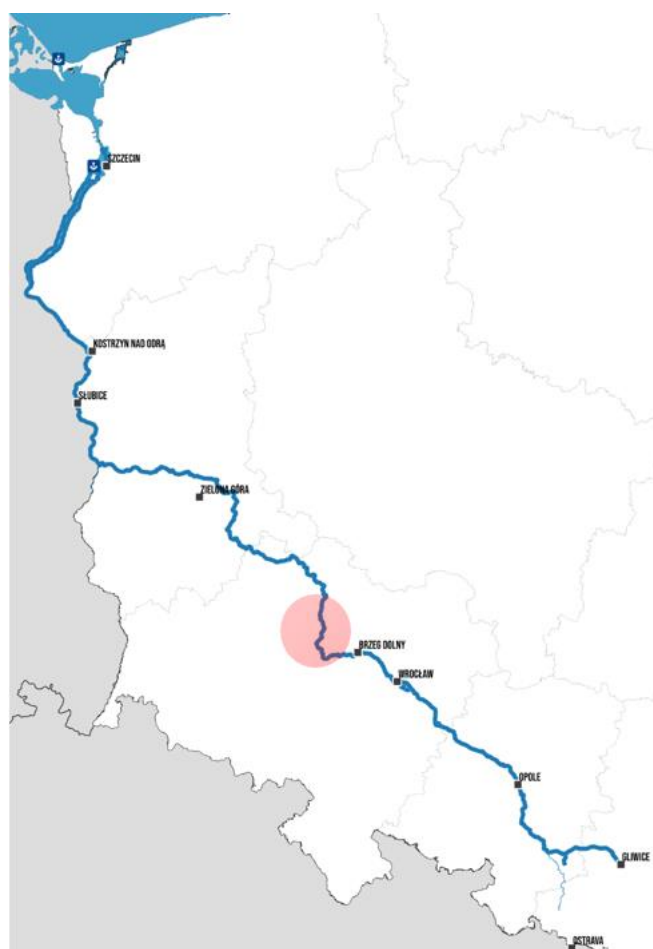 SZCZECIN
KOSTRZYN NAD ODRĄ
SŁUBICE
ZIELONA GÓRA
BRZEG DOLNY
WROCŁAW
OPOLE
GLIWICE
OSTRAVA